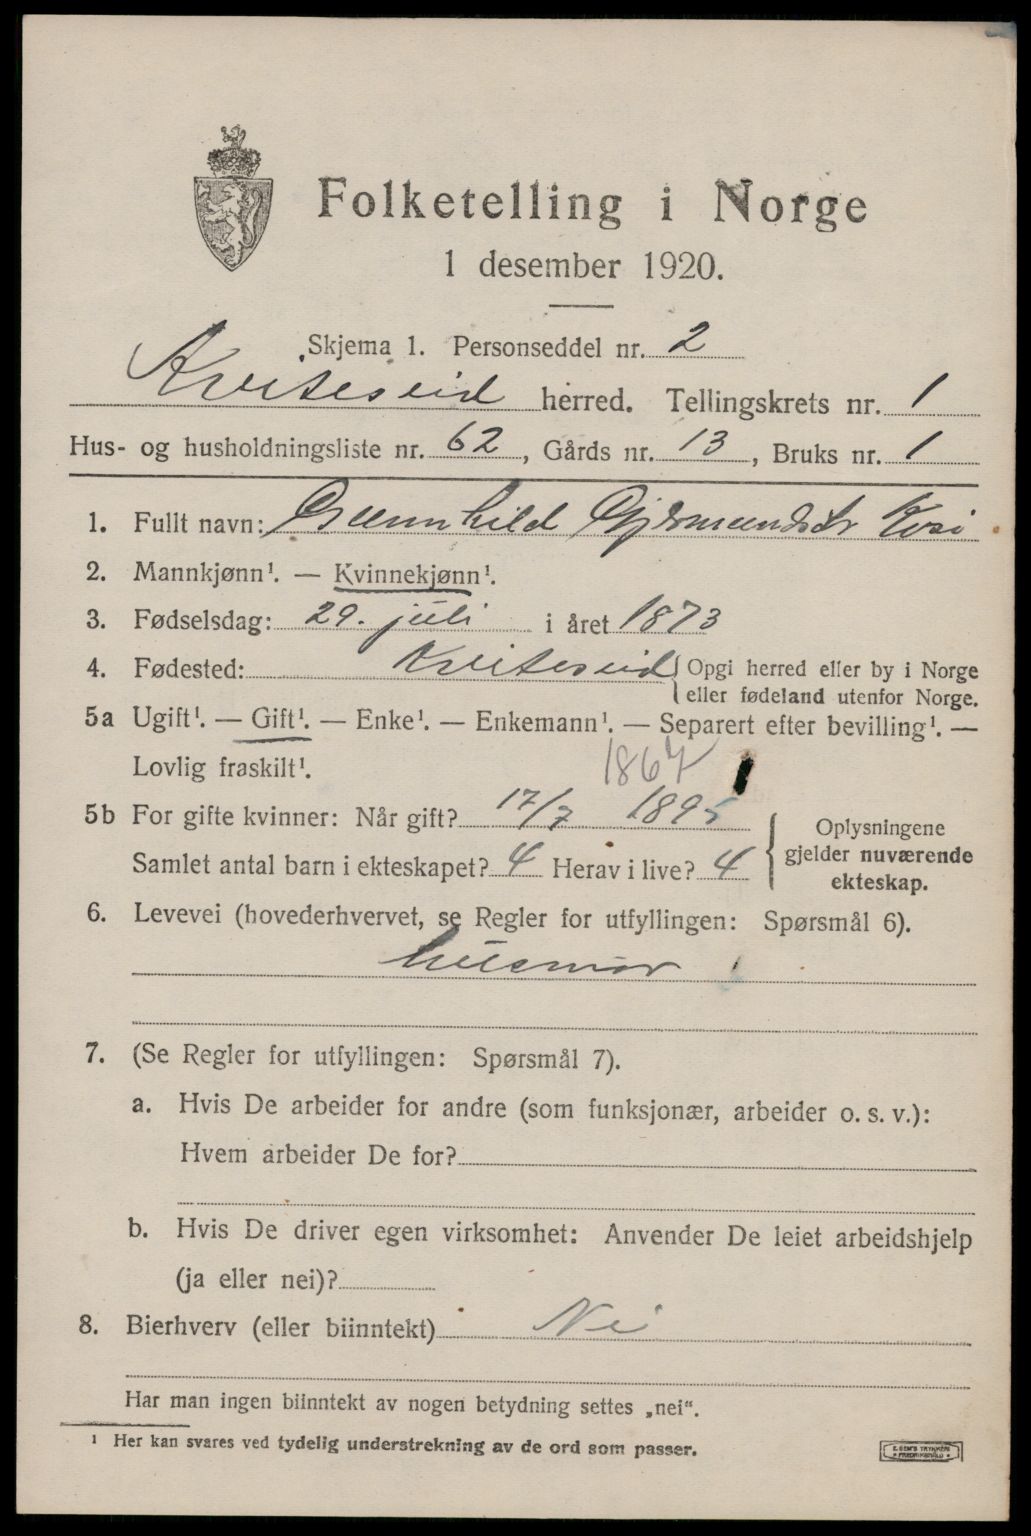 Folketelling i Norge
1 desember 1920.
Skjema 1. Personseddel nr. 2
Kviteseid herred. Tellingskrets nr. 1
Hus- og husholdningsliste nr. 62, Gårds nr. 13, Bruks nr. 1
1. Fullt navn: Gunnhild Gjermundsdtr
2. Mannkjønn¹. — Kvinnekjønn¹.
3. Fødselsdag: 29. juli i året 1873
4. Fødested: Kviteseid { Opgi herred eller by i Norge
eller fødeland utenfor Norge.
5a Ugift¹. — Gift¹. — Enke¹. — Enkemann¹. — Separert efter bevilling¹. —
Lovlig fraskilt¹.
1867
5b For gifte kvinner: Når gift? 17/7 1895
Samlet antal barn i ekteskapet? 4 Herav i live? 4
{ Oplysningene
gjelder nuværende
ekteskap.
6. Levevei (hovederhvervet, se Regler for utfyllingen: Spørsmål 6).
husmor
7. (Se Regler for utfyllingen: Spørsmål 7).
a. Hvis De arbeider for andre (som funksjonær, arbeider o. s. v.):
Hvem arbeider De for?
b. Hvis De driver egen virksomhet: Anvender De leiet arbeidshjelp
(ja eller nei)?
8. Bierhverv (eller biinntekt) Nei
Har man ingen biinntekt av nogen betydning settes „nei“.
¹ Her kan svares ved tydelig understrekning av de ord som passer.
E. SEM'S TRYKKERI
FREDRIKSHALD